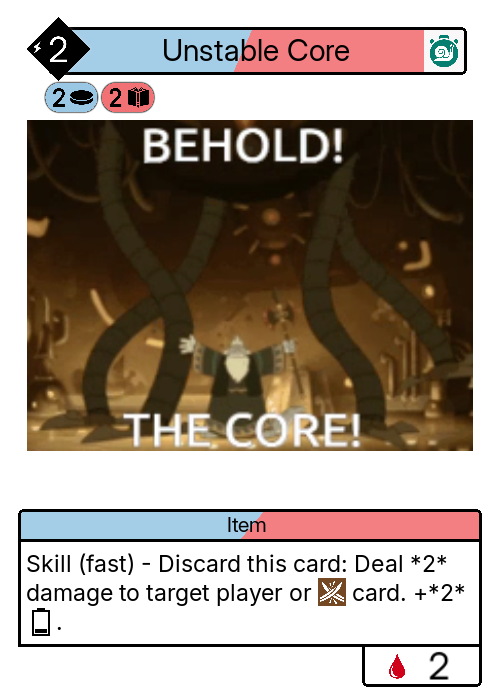 2
Unstable Core
2 2
BEHOLD!
THE CORE!
Item
Skill (fast) - Discard this card: Deal *2*
damage to target player or card. +*2*
.
2